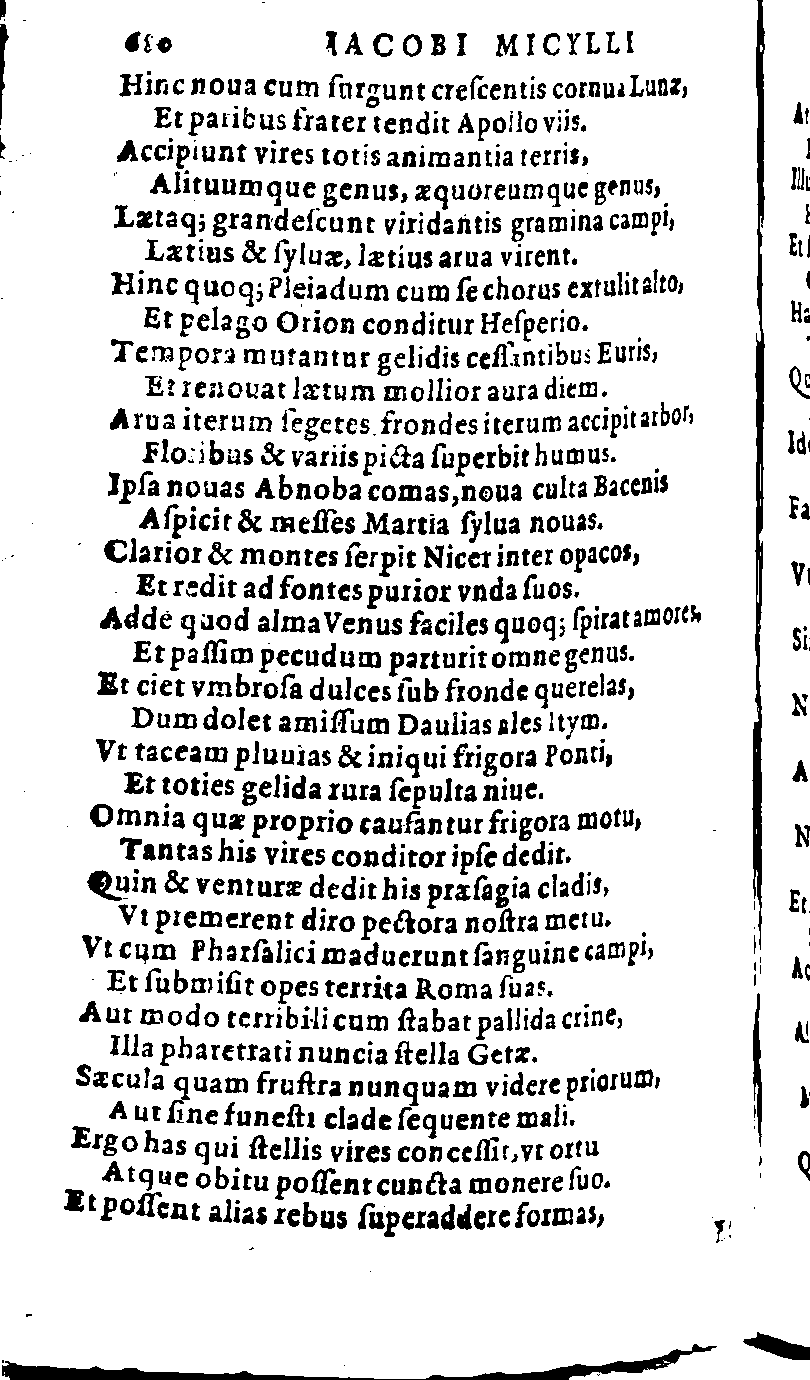 680 IACOBI MICYLLI
Hinc noua cum ſurgunt creſcentis cornua Lunæ,
Et paribus frater tendit Apollo viis.
Accipiunt vires totis animantia terris,
Alituumque genus, æquoreumque genus,
Lætaq; grandeſcunt viridantis gramina campi,
Lætius & ſyluæ, lætius arua virent.
Hinc quoq; Pleiadum cum ſe chorus extulit alto,
Et pelago Orion conditur Heſperio.
Tempora mutantur gelidis ceſſantibus Euris,
Et renouat lætum mollior aura diem.
Arua iterum ſegetes, frondes iterum accipit arbor,
Floribus & variis picta ſuperbit humus.
Ipſa nouas Abnoba comas, noua culta Bacenis
Aſpicit & meſſes Martia ſylua nouas.
Clarior & montes ſerpit Nicer inter opacos,
Et redit ad fontes purior vnda ſuos.
Adde quod alma Venus faciles quoq; ſpirat amores,
Et paſſim pecudum parturit omne genus.
Et ciet vmbroſa dulces ſub fronde querelas,
Dum dolet amiſſum Daulias ales Itym.
Vt taceam pluuias & iniqui frigora Ponti,
Et toties gelida rura ſepulta niue.
Omnia quæ proprio cauſantur frigora motu,
Tantas his vires conditor ipſe dedit.
Quin & venturæ dedit his præſagia cladis,
Vt premerent diro pectora noſtra metu.
Vt cum Pharſalici maduerunt ſanguine campi,
Et ſubmiſit opes territa Roma ſuas.
Aut modo terribili cum ſtabat pallida crine,
Illa pharetrati nuncia ſtella Getæ.
Sæcula quam fruſtra nunquam videre priorum,
Aut ſine funeſti clade ſequente mali.
Ergo has qui ſtellis vires conceſſit, vt ortu
Atque obitu poſſent cuncta monere ſuo.
Et poſſent alias rebus ſuperaddere formas,